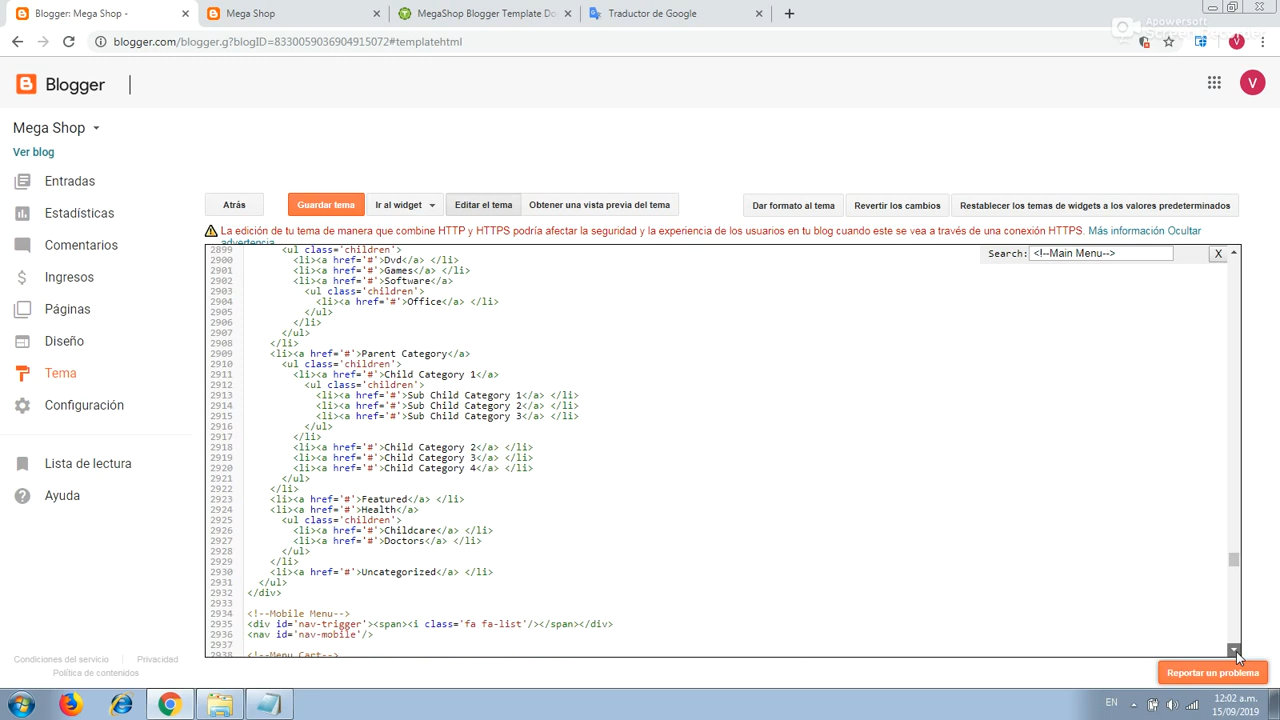 Blogger: Mega Shop -
Mega Shop
MegaShop Blogger Template Do
Traductor de Google
blogger.com/blogger.g?blogID=8330059036904915072#templatehtml
Apowersoft
Screen Recorder
V
Blogger
V
Mega Shop
Ver blog
Entradas
Estadísticas
Comentarios
Ingresos
Páginas
Diseño
Tema
Configuración
Lista de lectura
Ayuda
Condiciones del servicio
Privacidad
Política de contenidos
Atrás
Guardar tema
Ir al widget
Editar el tema
Obtener una vista previa del tema
Dar formato al tema
Revertir los cambios
Restablecer los temas de widgets a los valores predeterminados
La edición de tu tema de manera que combine HTTP y HTTPS podría afectar la seguridad y la experiencia de los usuarios en tu blog cuando este se vea a través de una conexión HTTPS. Más información Ocultar
advertencia
Search: <!--Main Menu--> X
2899 <ul class='children'>
2900 <li><a href='#'>Dvd</a> </li>
2901 <li><a href='#'>Games</a> </li>
2902 <li><a href='#'>Software</a>
2903 <ul class='children'>
2904 <li><a href='#'>Office</a> </li>
2905 </ul>
2906 </li>
2907 </ul>
2908 </li>
2909 <li><a href='#'>Parent Category</a>
2910 <ul class='children'>
2911 <li><a href='#'>Child Category 1</a>
2912 <ul class='children'>
2913 <li><a href='#'>Sub Child Category 1</a> </li>
2914 <li><a href='#'>Sub Child Category 2</a> </li>
2915 <li><a href='#'>Sub Child Category 3</a> </li>
2916 </ul>
2917 </li>
2918 <li><a href='#'>Child Category 2</a> </li>
2919 <li><a href='#'>Child Category 3</a> </li>
2920 <li><a href='#'>Child Category 4</a> </li>
2921 </ul>
2922 </li>
2923 <li><a href='#'>Featured</a> </li>
2924 <li><a href='#'>Health</a>
2925 <ul class='children'>
2926 <li><a href='#'>Childcare</a> </li>
2927 <li><a href='#'>Doctors</a> </li>
2928 </ul>
2929 </li>
2930 <li><a href='#'>Uncategorized</a> </li>
2931 </ul>
2932 </div>
2933
2934 <!--Mobile Menu-->
2935 <div id='nav-trigger'><span><i class='fa fa-list'/></span></div>
2936 <nav id='nav-mobile'/>
2937
2938 <!--Menu Cart-->
Reportar un problema
EN
12:02 a.m.
15/09/2019